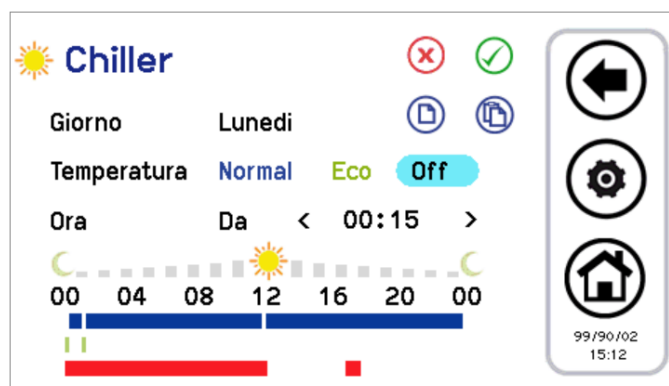 Chiller
Giorno Lunedi
Temperatura Normal Eco Off
Ora Da < 00:15 >
00 04 08 12 16 20 00
99/90/02
15:12